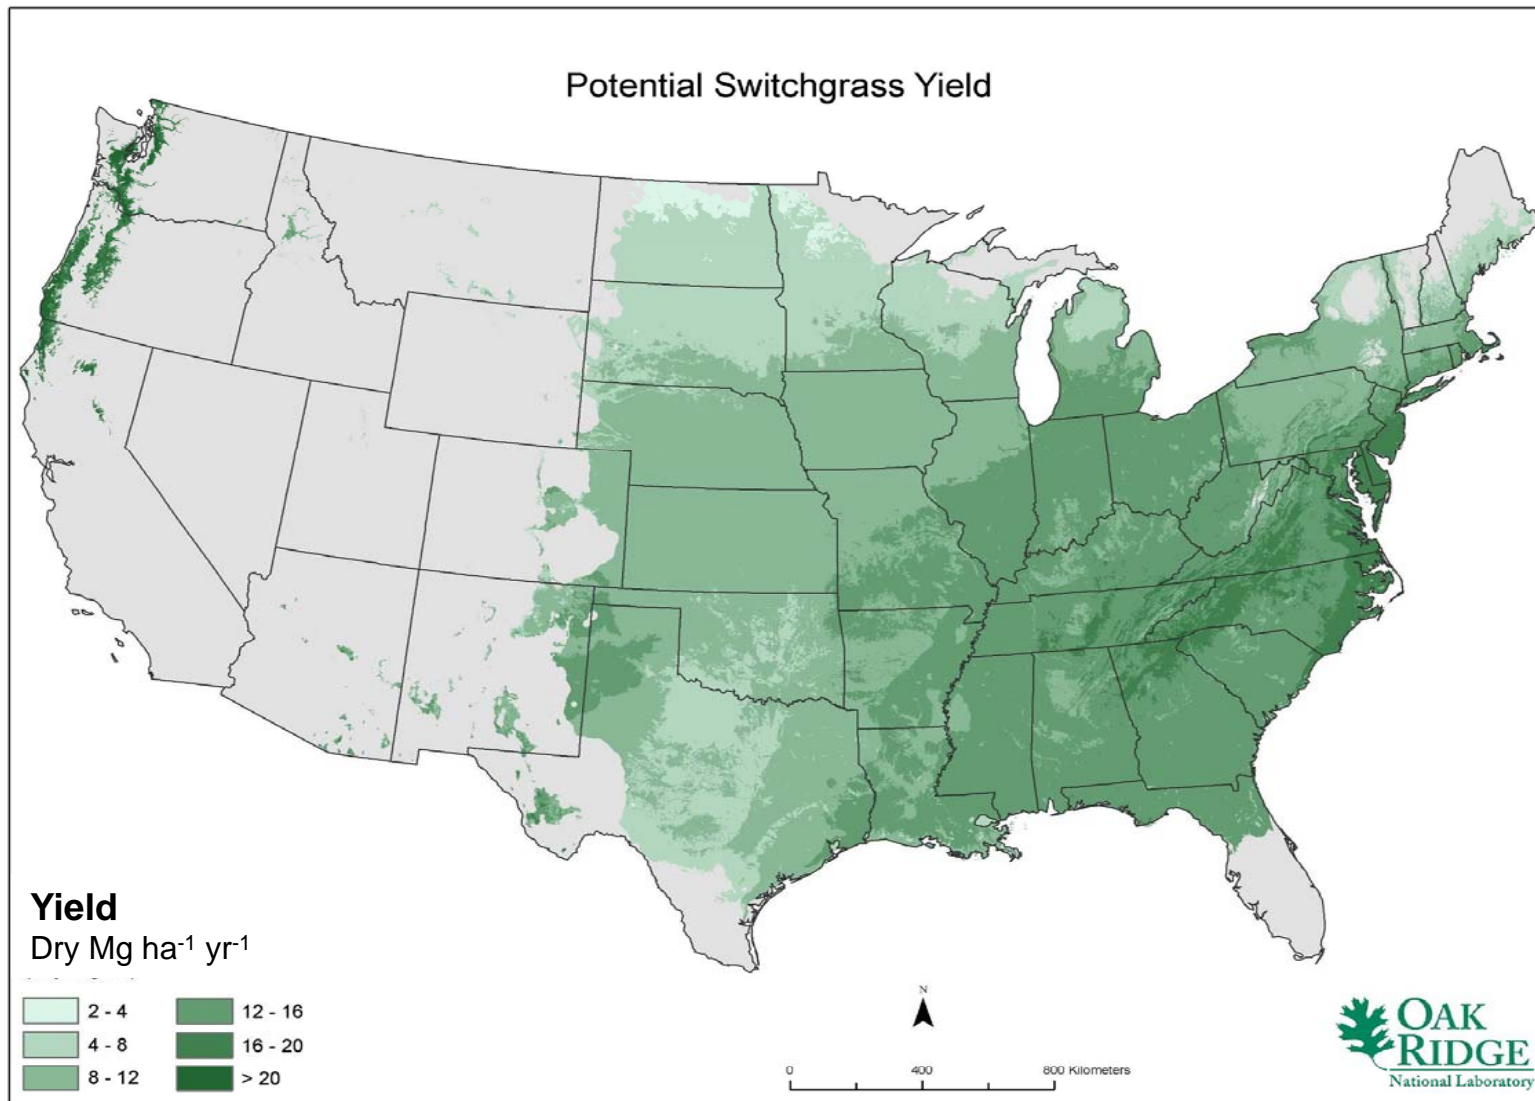 Potential Switchgrass Yield
Yield
Dry Mg ha⁻¹ yr⁻¹
2 - 4
4 - 8
8 - 12
12 - 16
16 - 20
> 20
N
0 400 800 Kilometers
OAK
RIDGE
National Laboratory